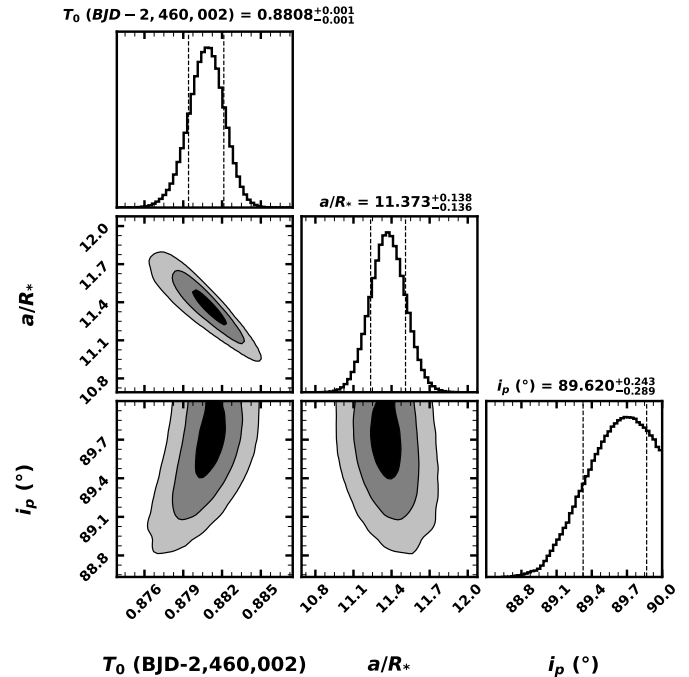 T₀ (BJD − 2, 460, 002) = 0.8808 +0.001 −0.001
a/R* = 11.373 +0.138 −0.136
12.0
11.7
11.4
11.1
10.8
a/R*
i_p (°) = 89.620 +0.243 −0.289
89.7
89.4
89.1
88.8
i_p (°)
0.876 0.879 0.882 0.885 10.8 11.1 11.4 11.7 12.0 88.8 89.1 89.4 89.7 90.0
T₀ (BJD-2,460,002) a/R* i_p (°)